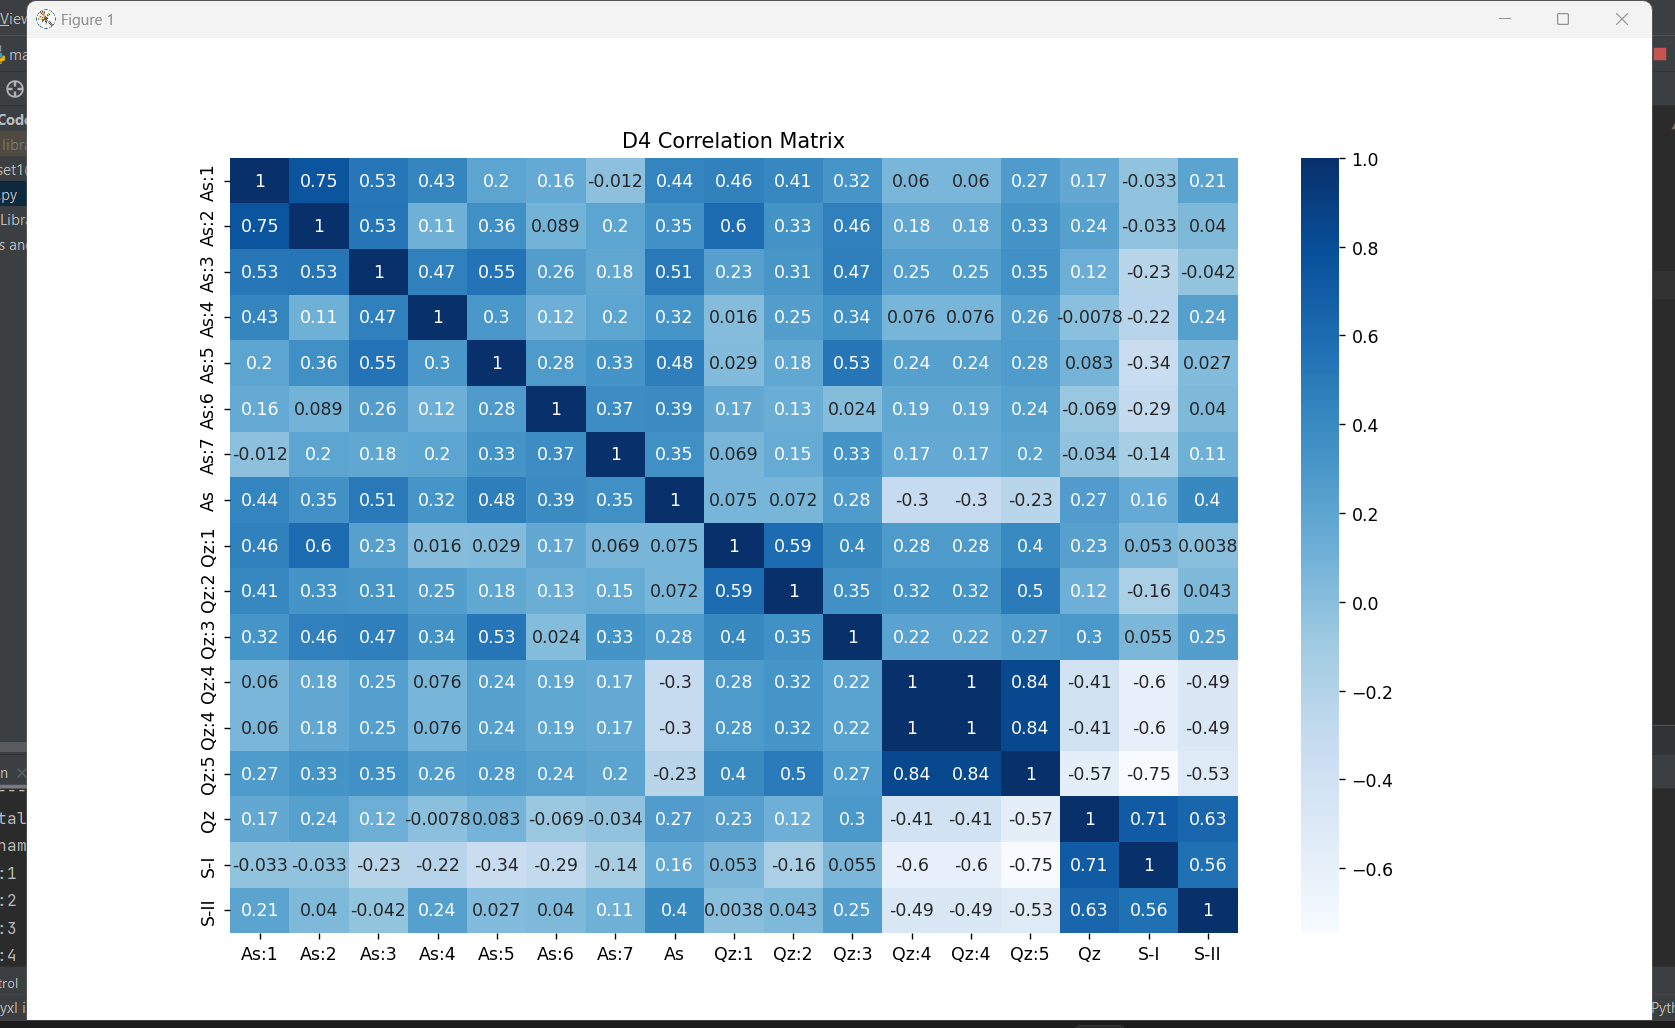 View
Figure 1
ma
Code
libra
D4 Correlation Matrix
set1(
.py
Libra
s and
As:1 1 0.75 0.53 0.43 0.2 0.16 -0.012 0.44 0.46 0.41 0.32 0.06 0.06 0.27 0.17 -0.033 0.21
As:2 0.75 1 0.53 0.11 0.36 0.089 0.2 0.35 0.6 0.33 0.46 0.18 0.18 0.33 0.24 -0.033 0.04
As:3 0.53 0.53 1 0.47 0.55 0.26 0.18 0.51 0.23 0.31 0.47 0.25 0.25 0.35 0.12 -0.23 -0.042
As:4 0.43 0.11 0.47 1 0.3 0.12 0.2 0.32 0.016 0.25 0.34 0.076 0.076 0.26 -0.0078 -0.22 0.24
As:5 0.2 0.36 0.55 0.3 1 0.28 0.33 0.48 0.029 0.18 0.53 0.24 0.24 0.28 0.083 -0.34 0.027
As:6 0.16 0.089 0.26 0.12 0.28 1 0.37 0.39 0.17 0.13 0.024 0.19 0.19 0.24 -0.069 -0.29 0.04
As:7 -0.012 0.2 0.18 0.2 0.33 0.37 1 0.35 0.069 0.15 0.33 0.17 0.17 0.2 -0.034 -0.14 0.11
As 0.44 0.35 0.51 0.32 0.48 0.39 0.35 1 0.075 0.072 0.28 -0.3 -0.3 -0.23 0.27 0.16 0.4
Qz:1 0.46 0.6 0.23 0.016 0.029 0.17 0.069 0.075 1 0.59 0.4 0.28 0.28 0.4 0.23 0.053 0.0038
Qz:2 0.41 0.33 0.31 0.25 0.18 0.13 0.15 0.072 0.59 1 0.35 0.32 0.32 0.5 0.12 -0.16 0.043
Qz:3 0.32 0.46 0.47 0.34 0.53 0.024 0.33 0.28 0.4 0.35 1 0.22 0.22 0.27 0.3 0.055 0.25
Qz:4 0.06 0.18 0.25 0.076 0.24 0.19 0.17 -0.3 0.28 0.32 0.22 1 1 0.84 -0.41 -0.6 -0.49
Qz:4 0.06 0.18 0.25 0.076 0.24 0.19 0.17 -0.3 0.28 0.32 0.22 1 1 0.84 -0.41 -0.6 -0.49
Qz:5 0.27 0.33 0.35 0.26 0.28 0.24 0.2 -0.23 0.4 0.5 0.27 0.84 0.84 1 -0.57 -0.75 -0.53
Qz 0.17 0.24 0.12 -0.0078 0.083 -0.069 -0.034 0.27 0.23 0.12 0.3 -0.41 -0.41 -0.57 1 0.71 0.63
S-I -0.033 -0.033 -0.23 -0.22 -0.34 -0.29 -0.14 0.16 0.053 -0.16 0.055 -0.6 -0.6 -0.75 0.71 1 0.56
S-II 0.21 0.04 -0.042 0.24 0.027 0.04 0.11 0.4 0.0038 0.043 0.25 -0.49 -0.49 -0.53 0.63 0.56 1
As:1 As:2 As:3 As:4 As:5 As:6 As:7 As Qz:1 Qz:2 Qz:3 Qz:4 Qz:4 Qz:5 Qz S-I S-II
1.0
0.8
0.6
0.4
0.2
0.0
−0.2
−0.4
−0.6
n
tal
nam
:1
:2
:3
:4
trol
yxl i
Pyth